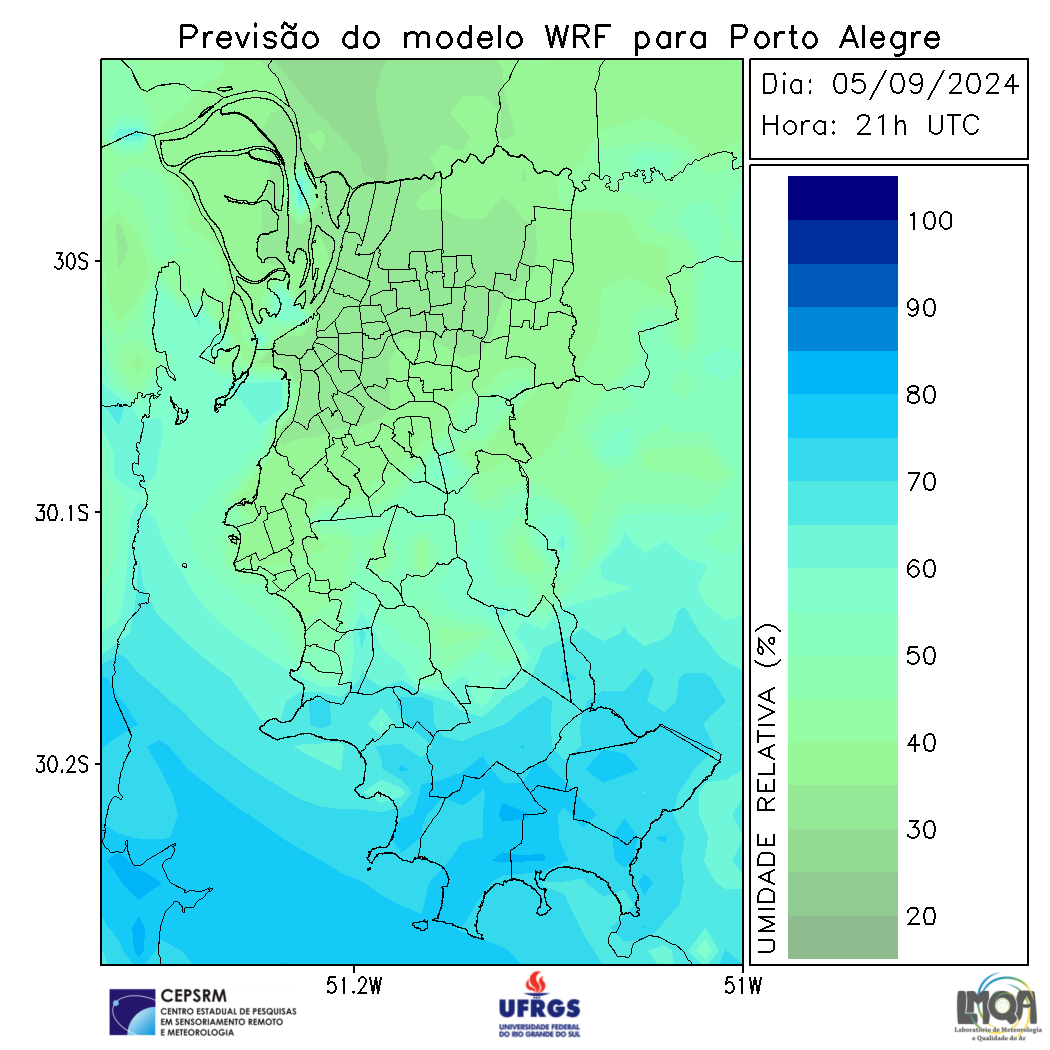 Previsão do modelo WRF para Porto Alegre
Dia: 05/09/2024
Hora: 21h UTC
30S
30.1S
30.2S
51.2W
51W
UMIDADE RELATIVA (%)
100
90
80
70
60
50
40
30
20
CEPSRM
CENTRO ESTADUAL DE PESQUISAS
EM SENSORIAMENTO REMOTO
E METEOROLOGIA
UFRGS
UNIVERSIDADE FEDERAL
DO RIO GRANDE DO SUL
LMQA
Laboratório de Meteorologia
e Qualidade do Ar